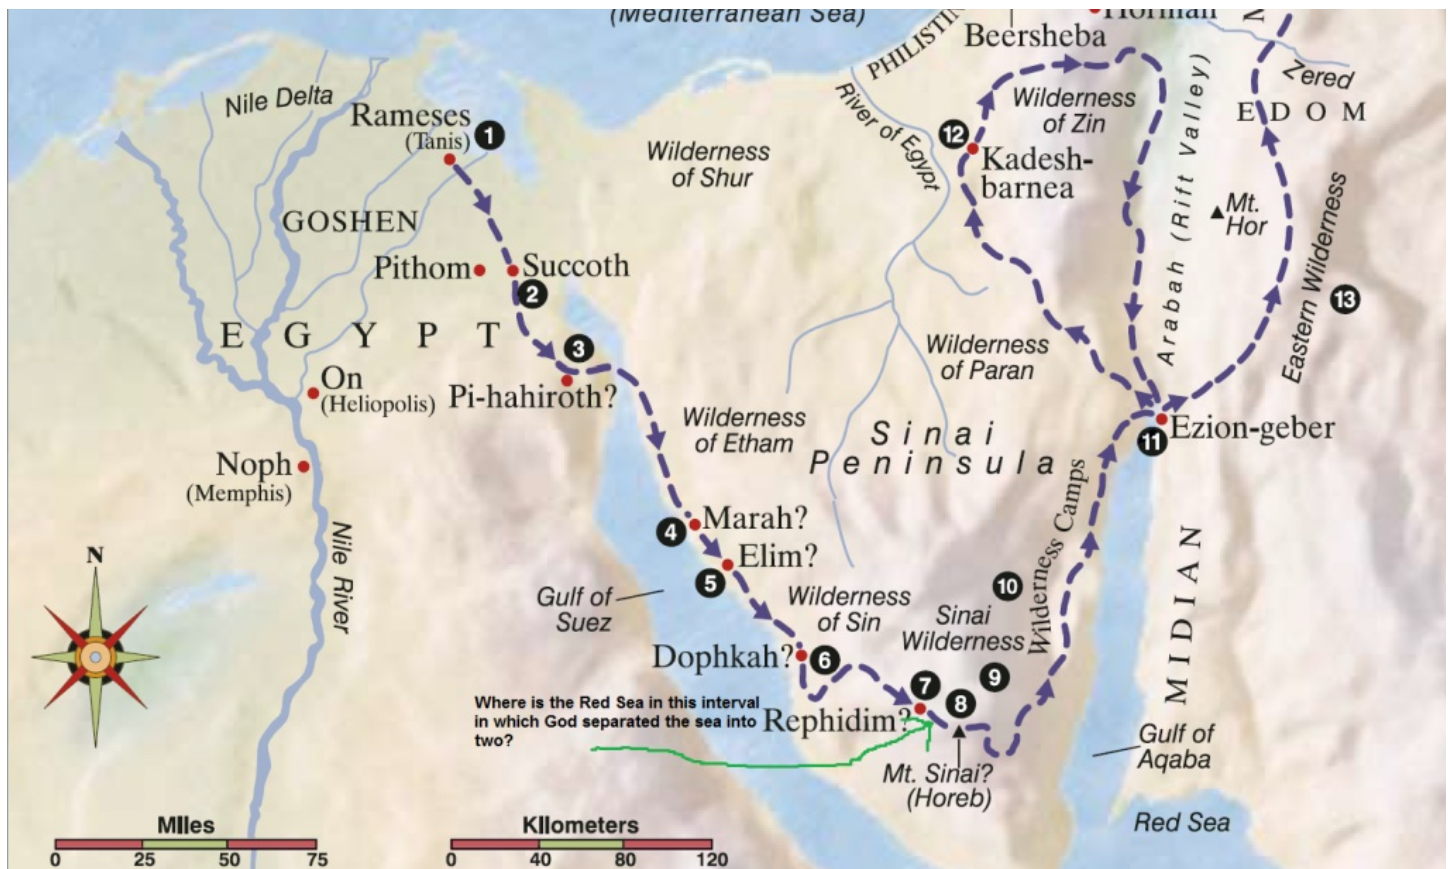 (Mediterranean Sea)
PHILISTIN
Hormah
Beersheba
Zered
EDOM
Nile Delta
Rameses
(Tanis)
1
River of Egypt
Wilderness
of Zin
12
Kadesh-
barnea
Wilderness
of Shur
Arabah (Rift Valley)
Mt.
Hor
GOSHEN
Pithom
Succoth
2
Eastern Wilderness
13
EGYPT
3
Wilderness
of Paran
On
(Heliopolis)
Pi-hahiroth?
Wilderness
of Etham
Sinai
Peninsula
Ezion-geber
11
Noph
(Memphis)
Nile River
4
Marah?
Elim?
5
Wilderness Camps
MIDIAN
N
Gulf of
Suez
Wilderness
of Sin
10
Sinai
Wilderness
Dophkah?
6
7
8
9
Where is the Red Sea in this interval
in which God separated the sea into
two?
Rephidim?
Mt. Sinai?
(Horeb)
Gulf of
Aqaba
Red Sea
Miles
0 25 50 75
Kilometers
0 40 80 120